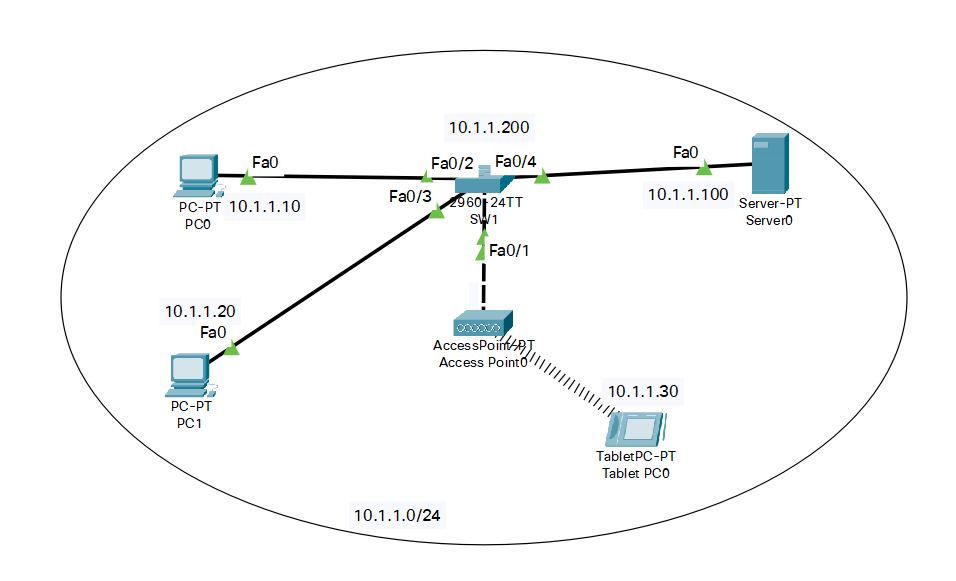 10.1.1.200
Fa0
Fa0/2
Fa0/4
Fa0
PC-PT
PC0
10.1.1.10
Fa0/3
2960-24TT
SW1
10.1.1.100
Server-PT
Server0
Fa0/1
10.1.1.20
Fa0
AccessPoint-PT
Access Point0
PC-PT
PC1
10.1.1.30
TabletPC-PT
Tablet PC0
10.1.1.0/24